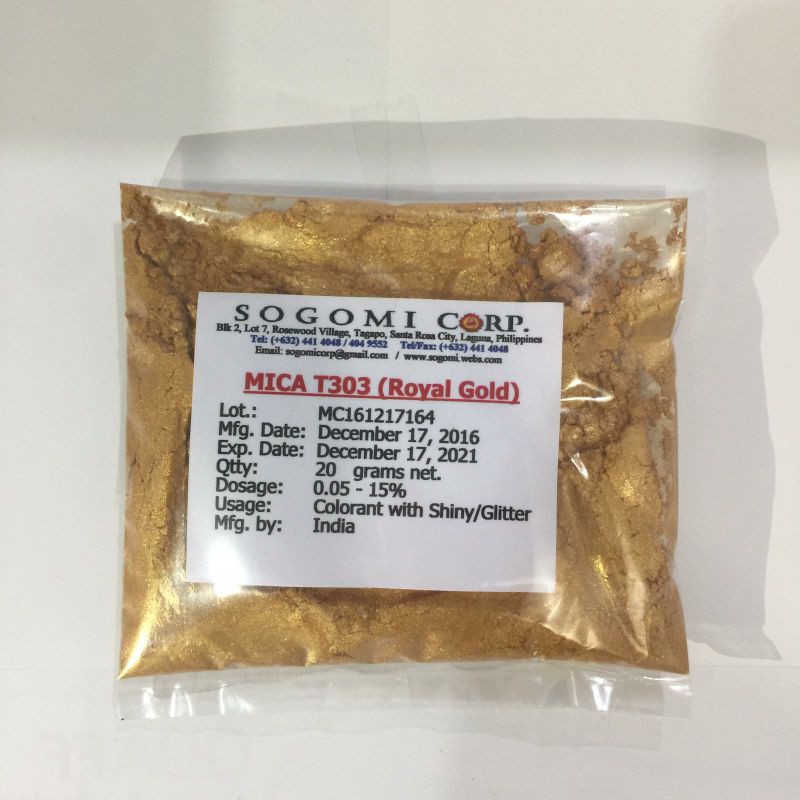 SOGOMI CORP.
Blk 2, Lot 7, Rosewood Village, Tagapo, Santa Rosa City, Laguna, Philippines
Tel: (+632) 441 4048 / 404 9552 Tel/Fax: (+632) 441 4048
Email: sogomicorp@gmail.com / www.sogomi.webs.com
MICA T303 (Royal Gold)
Lot.: MC161217164
Mfg. Date: December 17, 2016
Exp. Date: December 17, 2021
Qtty: 20 grams net.
Dosage: 0.05 - 15%
Usage: Colorant with Shiny/Glitter
Mfg. by: India